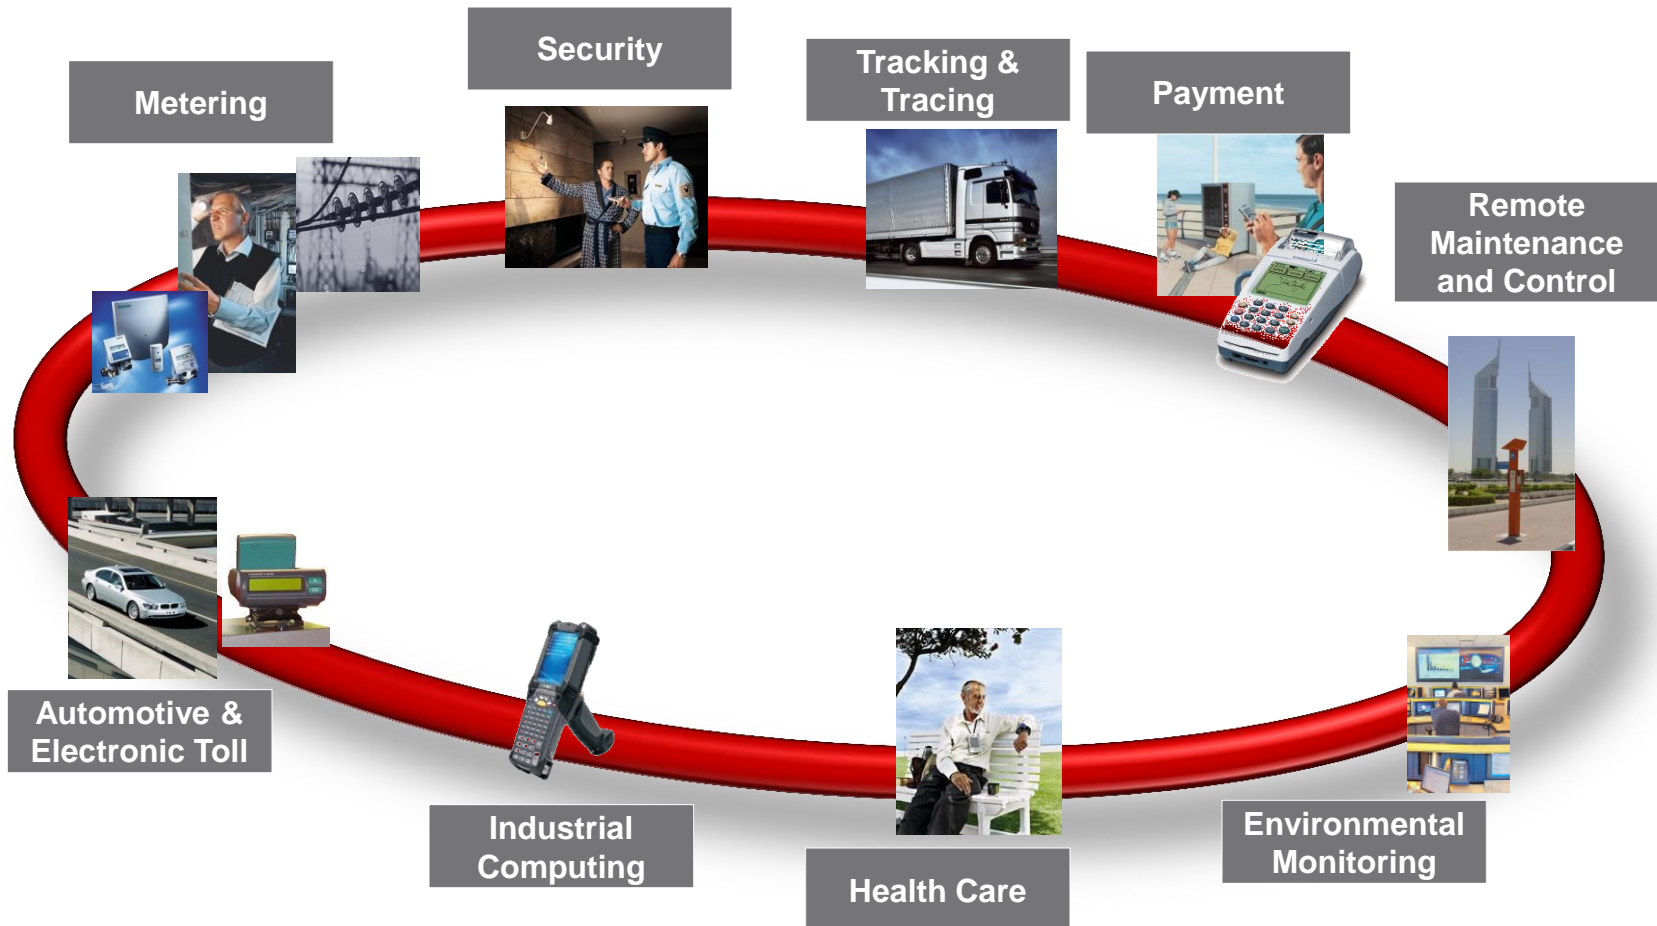 Security
Tracking &
Tracing
Payment
Metering
Remote
Maintenance
and Control
Automotive &
Electronic Toll
Industrial
Computing
Health Care
Environmental
Monitoring